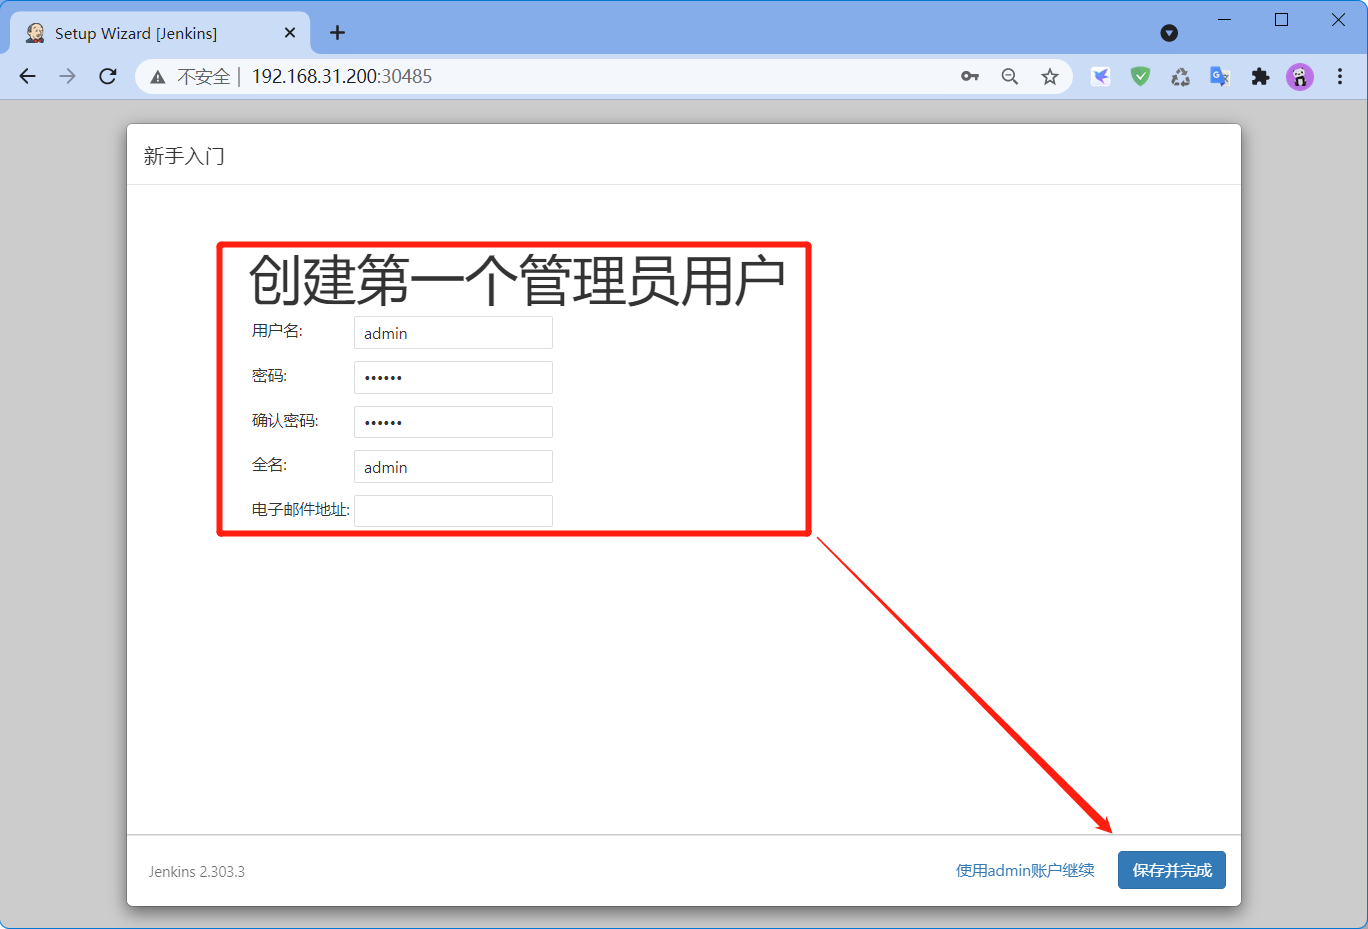 Setup Wizard [Jenkins]
不安全 | 192.168.31.200:30485
新手入门
创建第一个管理员用户
用户名: admin
密码: ••••••
确认密码: ••••••
全名: admin
电子邮件地址:
Jenkins 2.303.3
使用admin账户继续
保存并完成